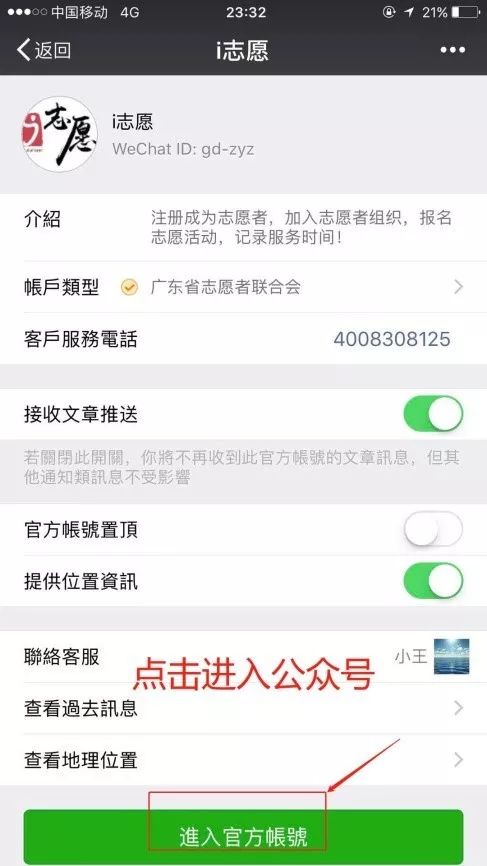 中国移动 4G 23:32 21%
返回 i志愿
志愿
i志愿
WeChat ID: gd-zyz
介紹 注册成为志愿者，加入志愿者组织，报名
志愿活动，记录服务时间！
帳戶類型 广东省志愿者联合会
客戶服務電話 4008308125
接收文章推送
若關閉此開關，你將不再收到此官方帳號的文章訊息，但其
他通知類訊息不受影響
官方帳號置頂
提供位置資訊
聯絡客服 小王
点击进入公众号
查看過去訊息
查看地理位置
進入官方帳號